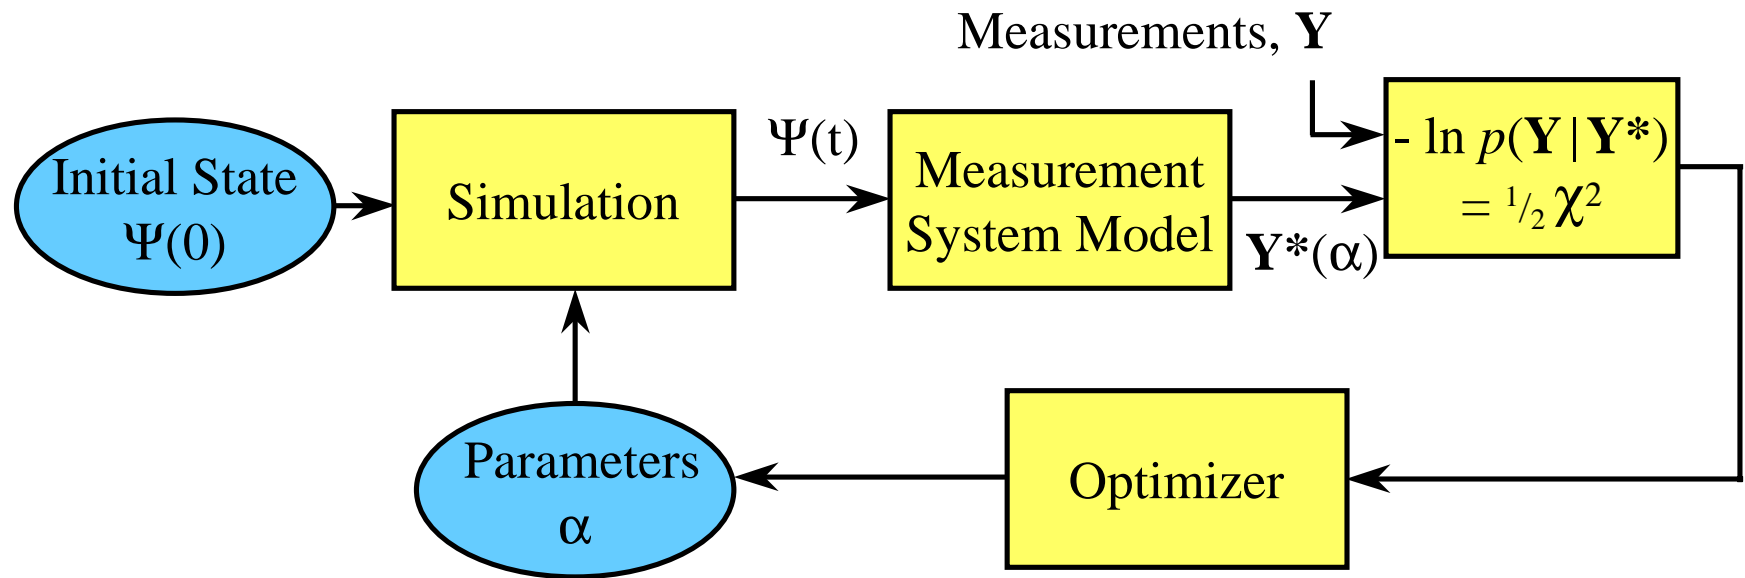 Measurements, Y
Initial State
Ψ(0)
Simulation
Ψ(t)
Measurement
System Model
Y*(α)
- ln p(Y | Y*)
= 1/2 χ2
Parameters
α
Optimizer